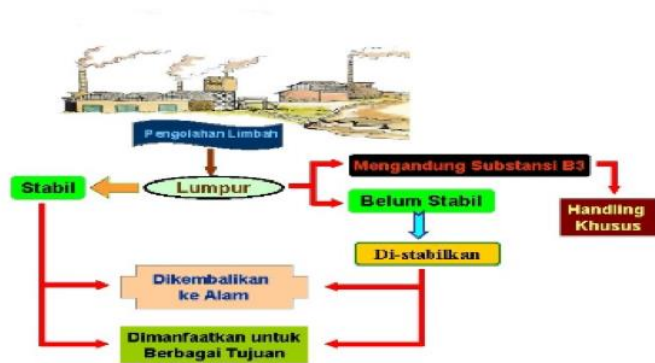 Pengolahan Limbah
Mengandung Substansi B3
Stabil
Lumpur
Belum Stabil
Handling
Khusus
Di-stabilkan
Dikembalikan
ke Alam
Dimanfaatkan untuk
Berbagai Tujuan